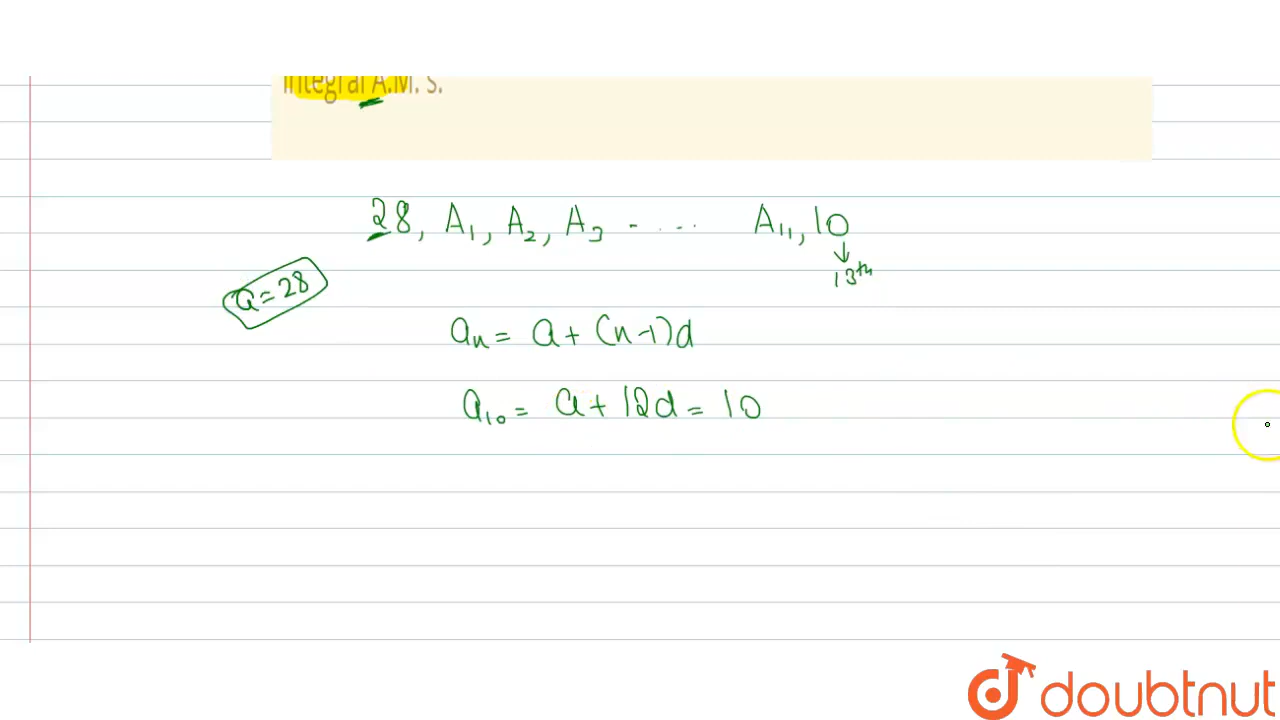 integral A.M. s.
28, A₁, A₂, A₃ - .... A₁₁, 10
↓
13th
a = 28
aₙ = a + (n-1)d
a₁₀ = a + 12d = 10
doubtnut